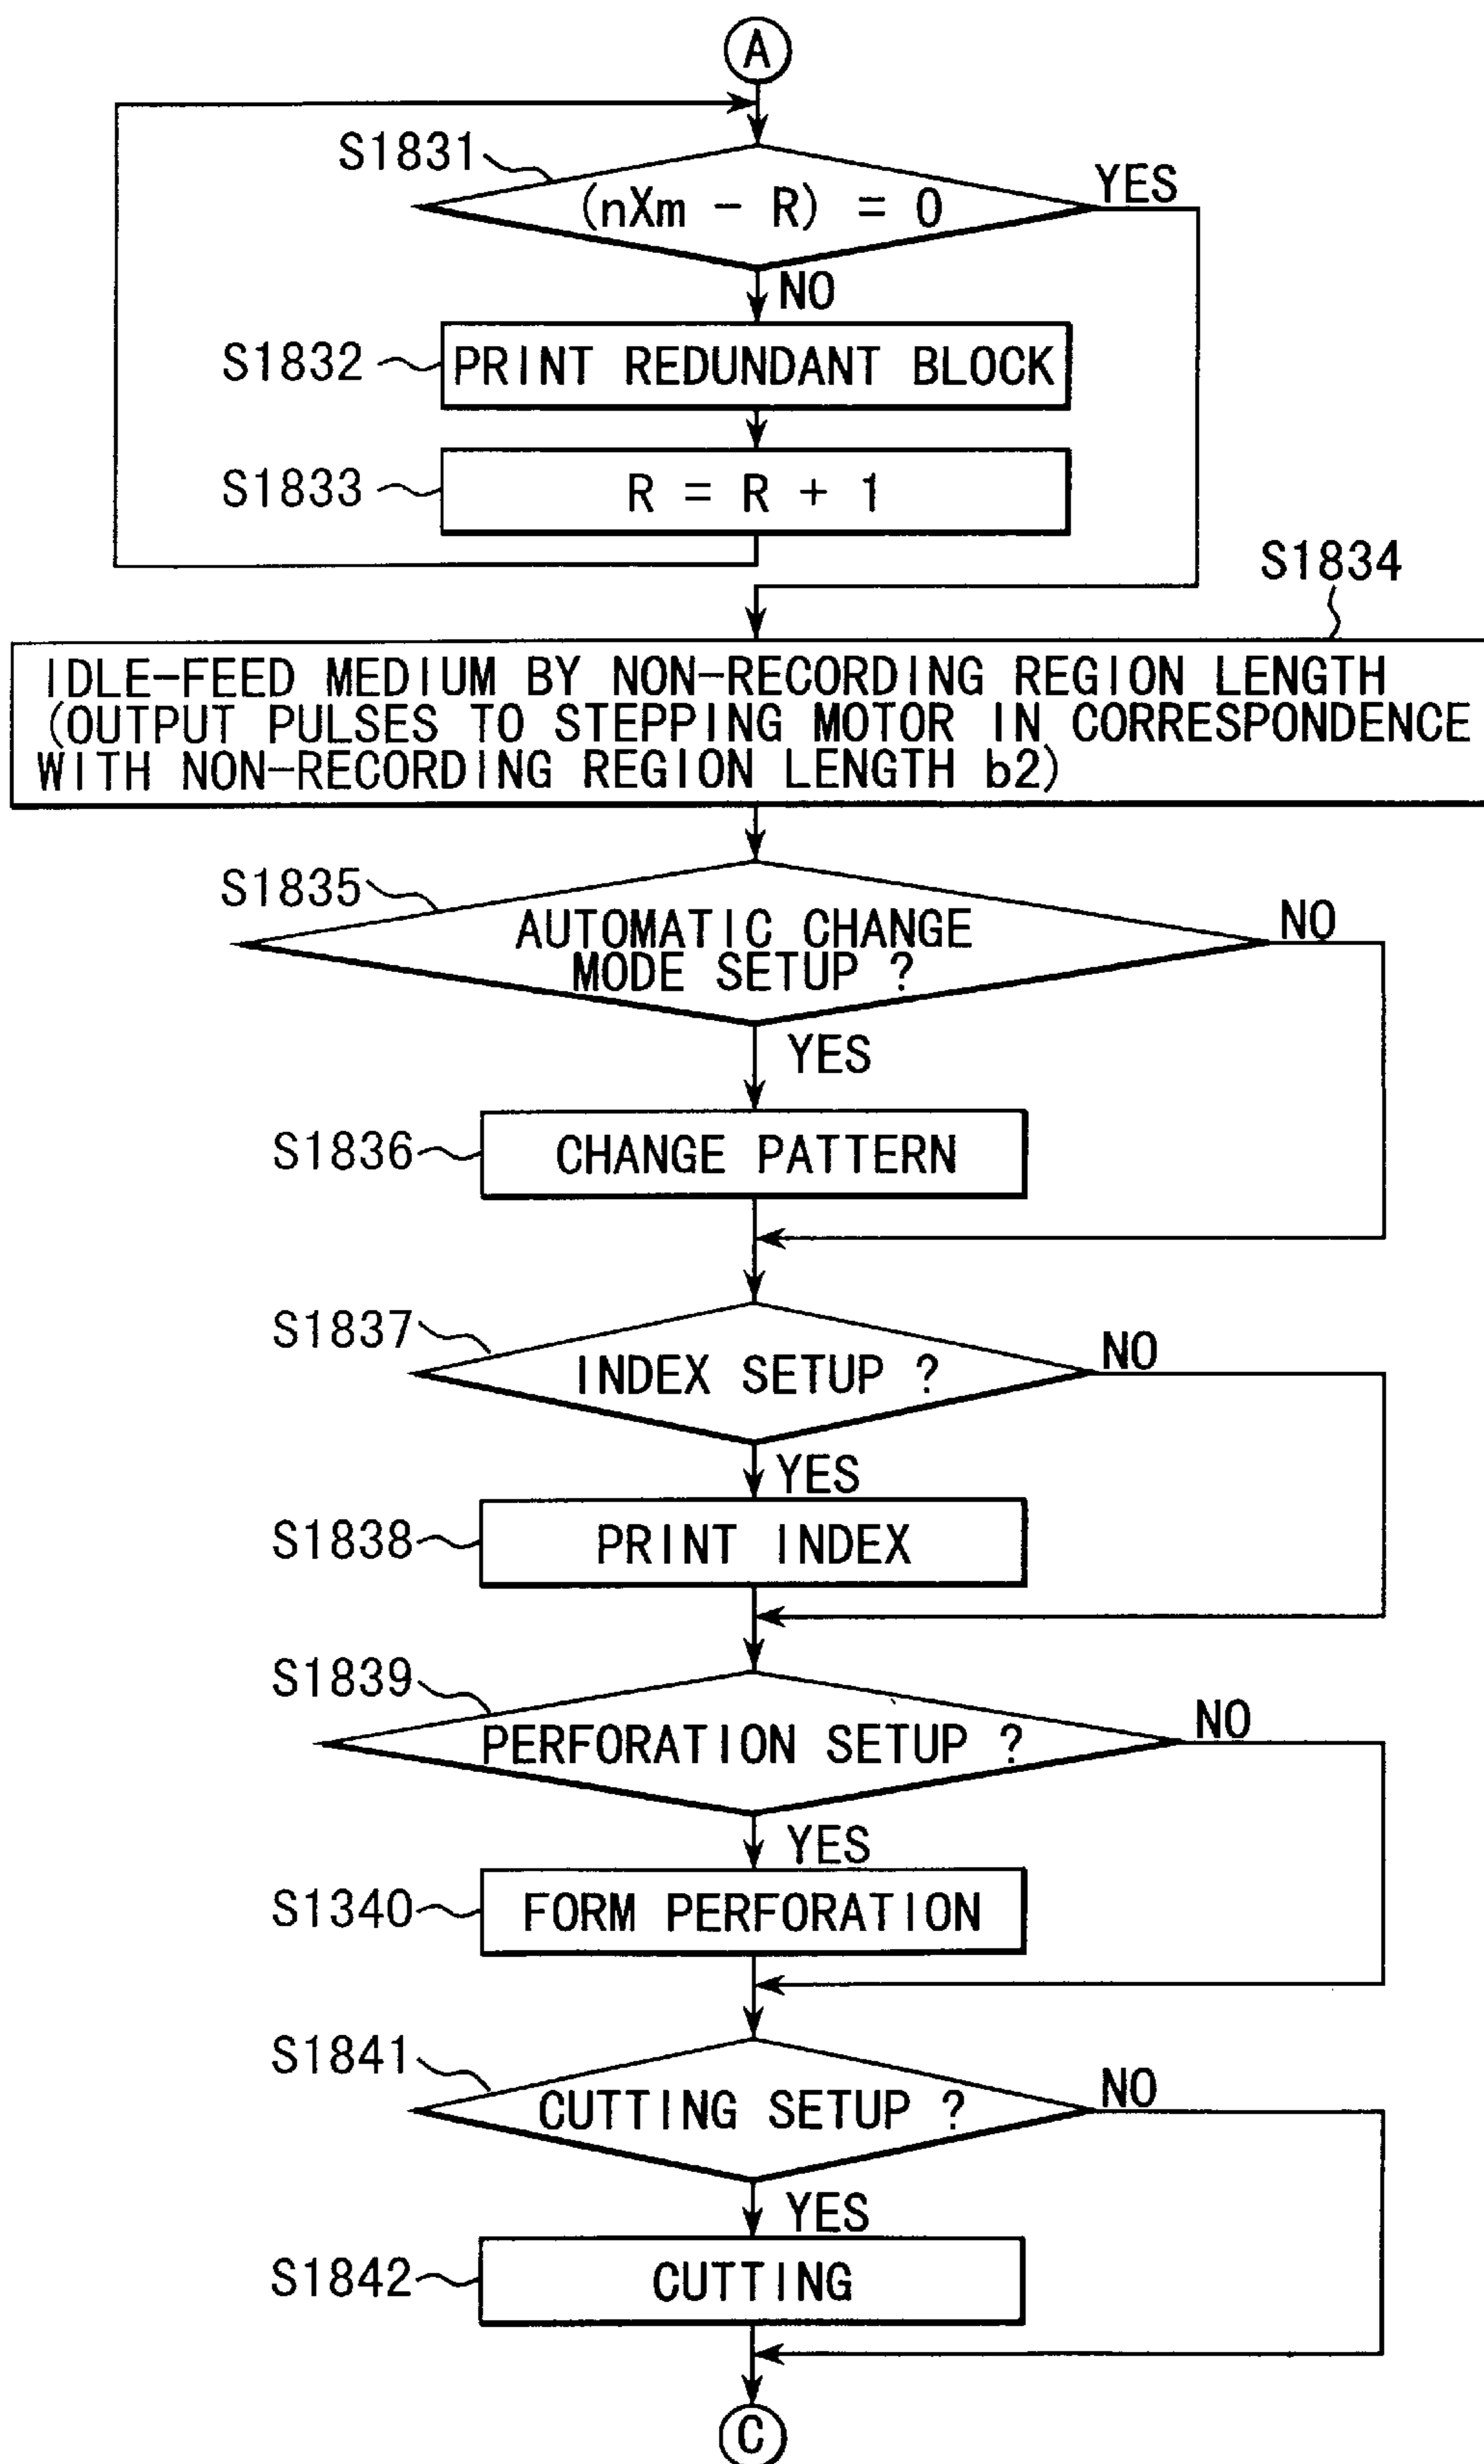 A
S1831
(nXm - R) = 0
YES
NO
S1832
PRINT REDUNDANT BLOCK
S1833
R = R + 1
S1834
IDLE-FEED MEDIUM BY NON-RECORDING REGION LENGTH
(OUTPUT PULSES TO STEPPING MOTOR IN CORRESPONDENCE
WITH NON-RECORDING REGION LENGTH b2)
S1835
AUTOMATIC CHANGE
MODE SETUP ?
NO
YES
S1836
CHANGE PATTERN
S1837
INDEX SETUP ?
NO
YES
S1838
PRINT INDEX
S1839
PERFORATION SETUP ?
NO
YES
S1340
FORM PERFORATION
S1841
CUTTING SETUP ?
NO
YES
S1842
CUTTING
C